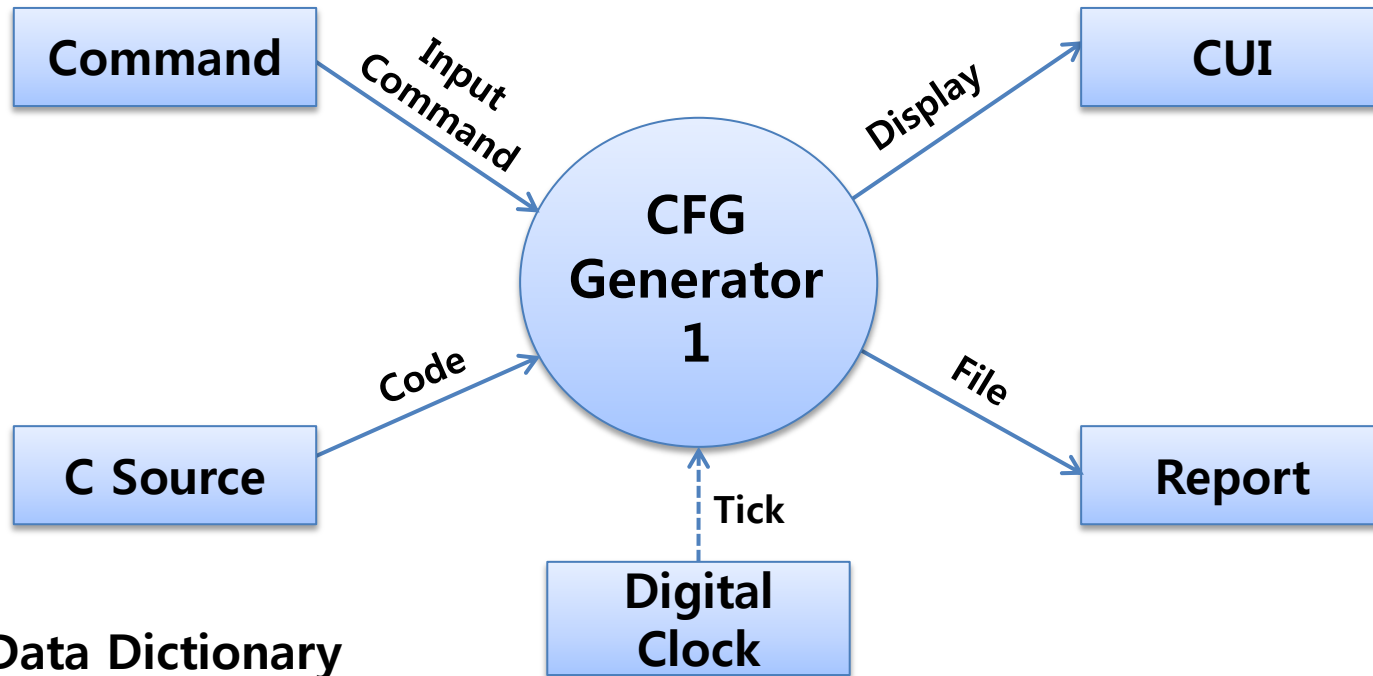 Command
Input
Command
CUI
Display
CFG
Generator
1
C Source
Code
File
Report
Tick
Digital
Clock
Data Dictionary